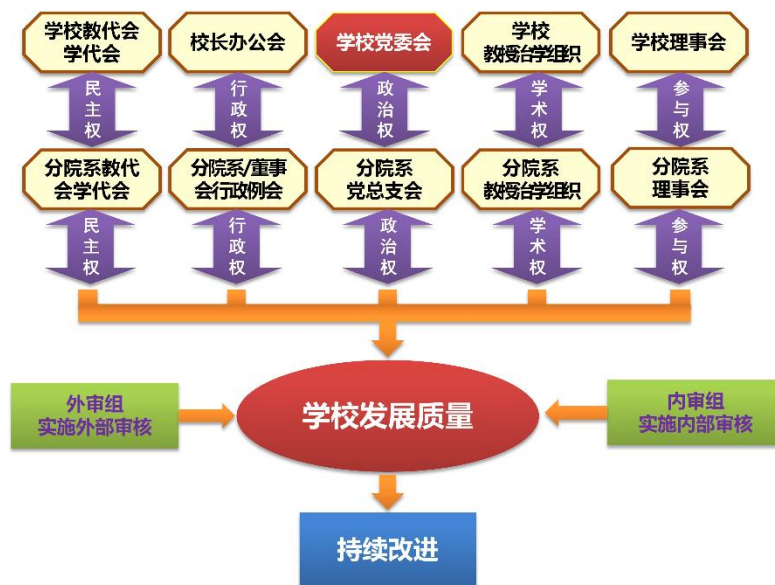 学校教代会
学代会
校长办公会
学校党委会
学校
教授治学组织
学校理事会
民主权
行政权
政治权
学术权
参与权
分院系教代
会学代会
分院系/董事
会行政例会
分院系
党总支会
分院系
教授治学组织
分院系
理事会
民主权
行政权
政治权
学术权
参与权
外审组
实施外部审核
学校发展质量
内审组
实施内部审核
持续改进